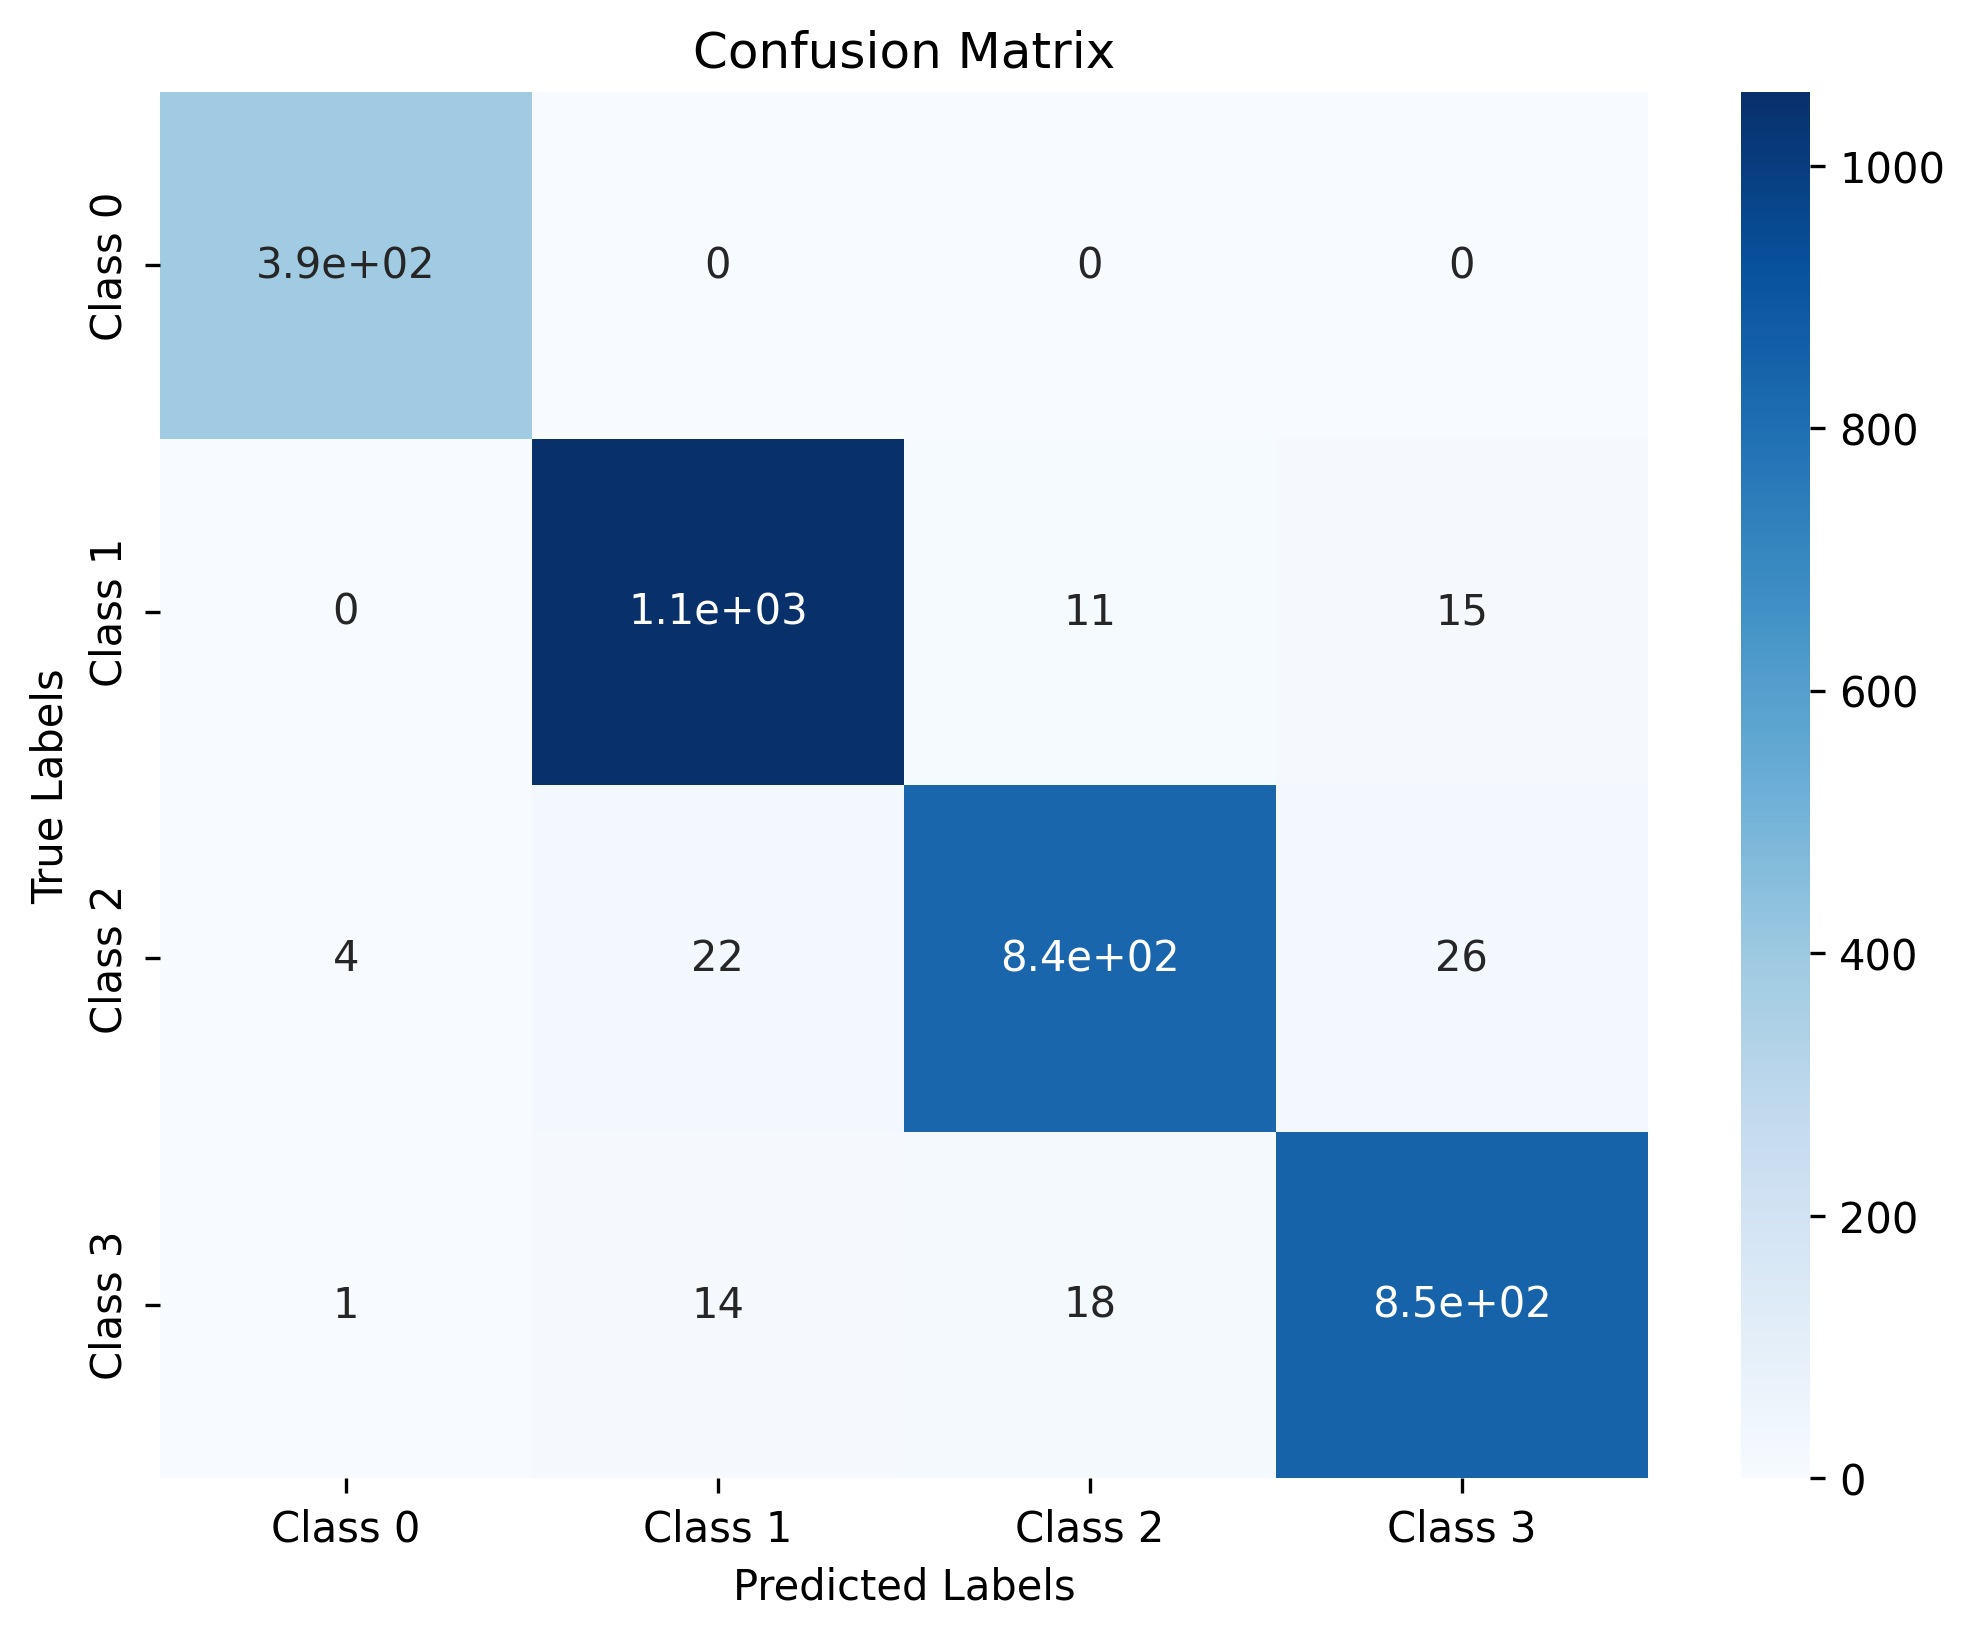 Confusion Matrix
Class 0
3.9e+02 0 0 0
Class 1
0 1.1e+03 11 15
Class 2
4 22 8.4e+02 26
Class 3
1 14 18 8.5e+02
True Labels
Class 0 Class 1 Class 2 Class 3
Predicted Labels
1000
800
600
400
200
0